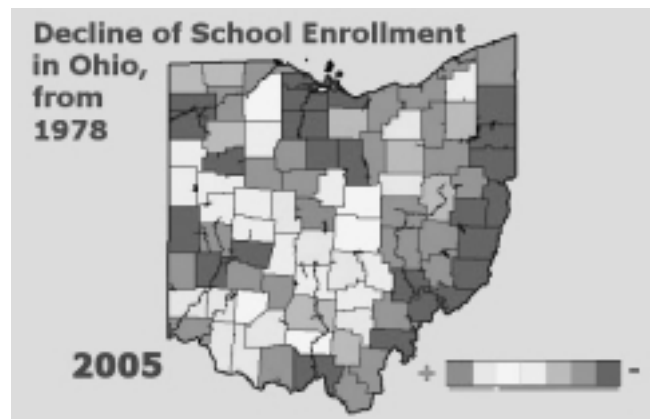 Decline of School Enrollment
in Ohio,
from
1978
2005
+ -